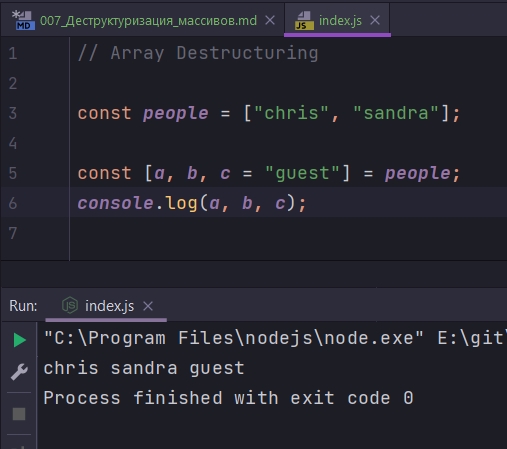 007_Деструктуризация_массивов.md
index.js
1 // Array Destructuring
2
3 const people = ["chris", "sandra"];
4
5 const [a, b, c = "guest"] = people;
6 console.log(a, b, c);
7
Run: index.js
"C:\Program Files\nodejs\node.exe" E:\git\
chris sandra guest
Process finished with exit code 0